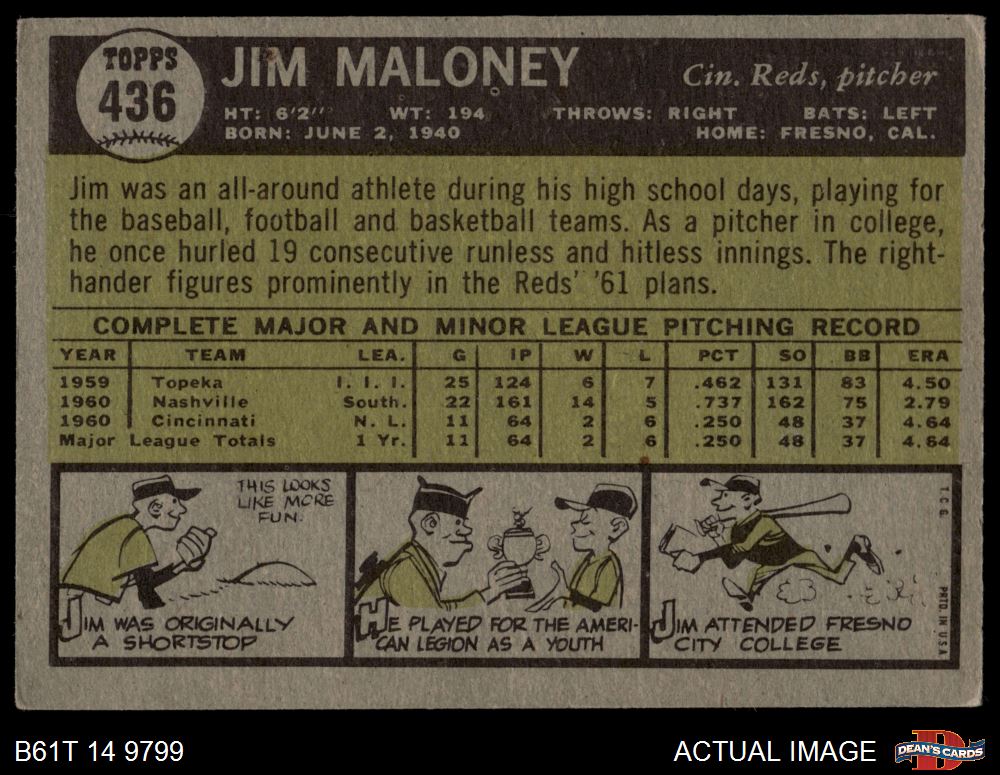 TOPPS
436
JIM MALONEY
Cin. Reds, pitcher
HT: 6'2" WT: 194 THROWS: RIGHT BATS: LEFT
BORN: JUNE 2, 1940 HOME: FRESNO, CAL.
Jim was an all-around athlete during his high school days, playing for
the baseball, football and basketball teams. As a pitcher in college,
he once hurled 19 consecutive runless and hitless innings. The right-
hander figures prominently in the Reds' '61 plans.
COMPLETE MAJOR AND MINOR LEAGUE PITCHING RECORD
YEAR TEAM LEA. G IP W L PCT SO BB ERA
1959 Topeka I. I. I. 25 124 6 7 .462 131 83 4.50
1960 Nashville South. 22 161 14 5 .737 162 75 2.79
1960 Cincinnati N. L. 11 64 2 6 .250 48 37 4.64
Major League Totals 1 Yr. 11 64 2 6 .250 48 37 4.64
THIS LOOKS
LIKE MORE
FUN.
JIM WAS ORIGINALLY
A SHORTSTOP
HE PLAYED FOR THE AMERI-
CAN LEGION AS A YOUTH
JIM ATTENDED FRESNO
CITY COLLEGE
T.C.G.
PRTD. IN U.S.A.
B61T 14 9799
ACTUAL IMAGE
DEAN'S CARDS